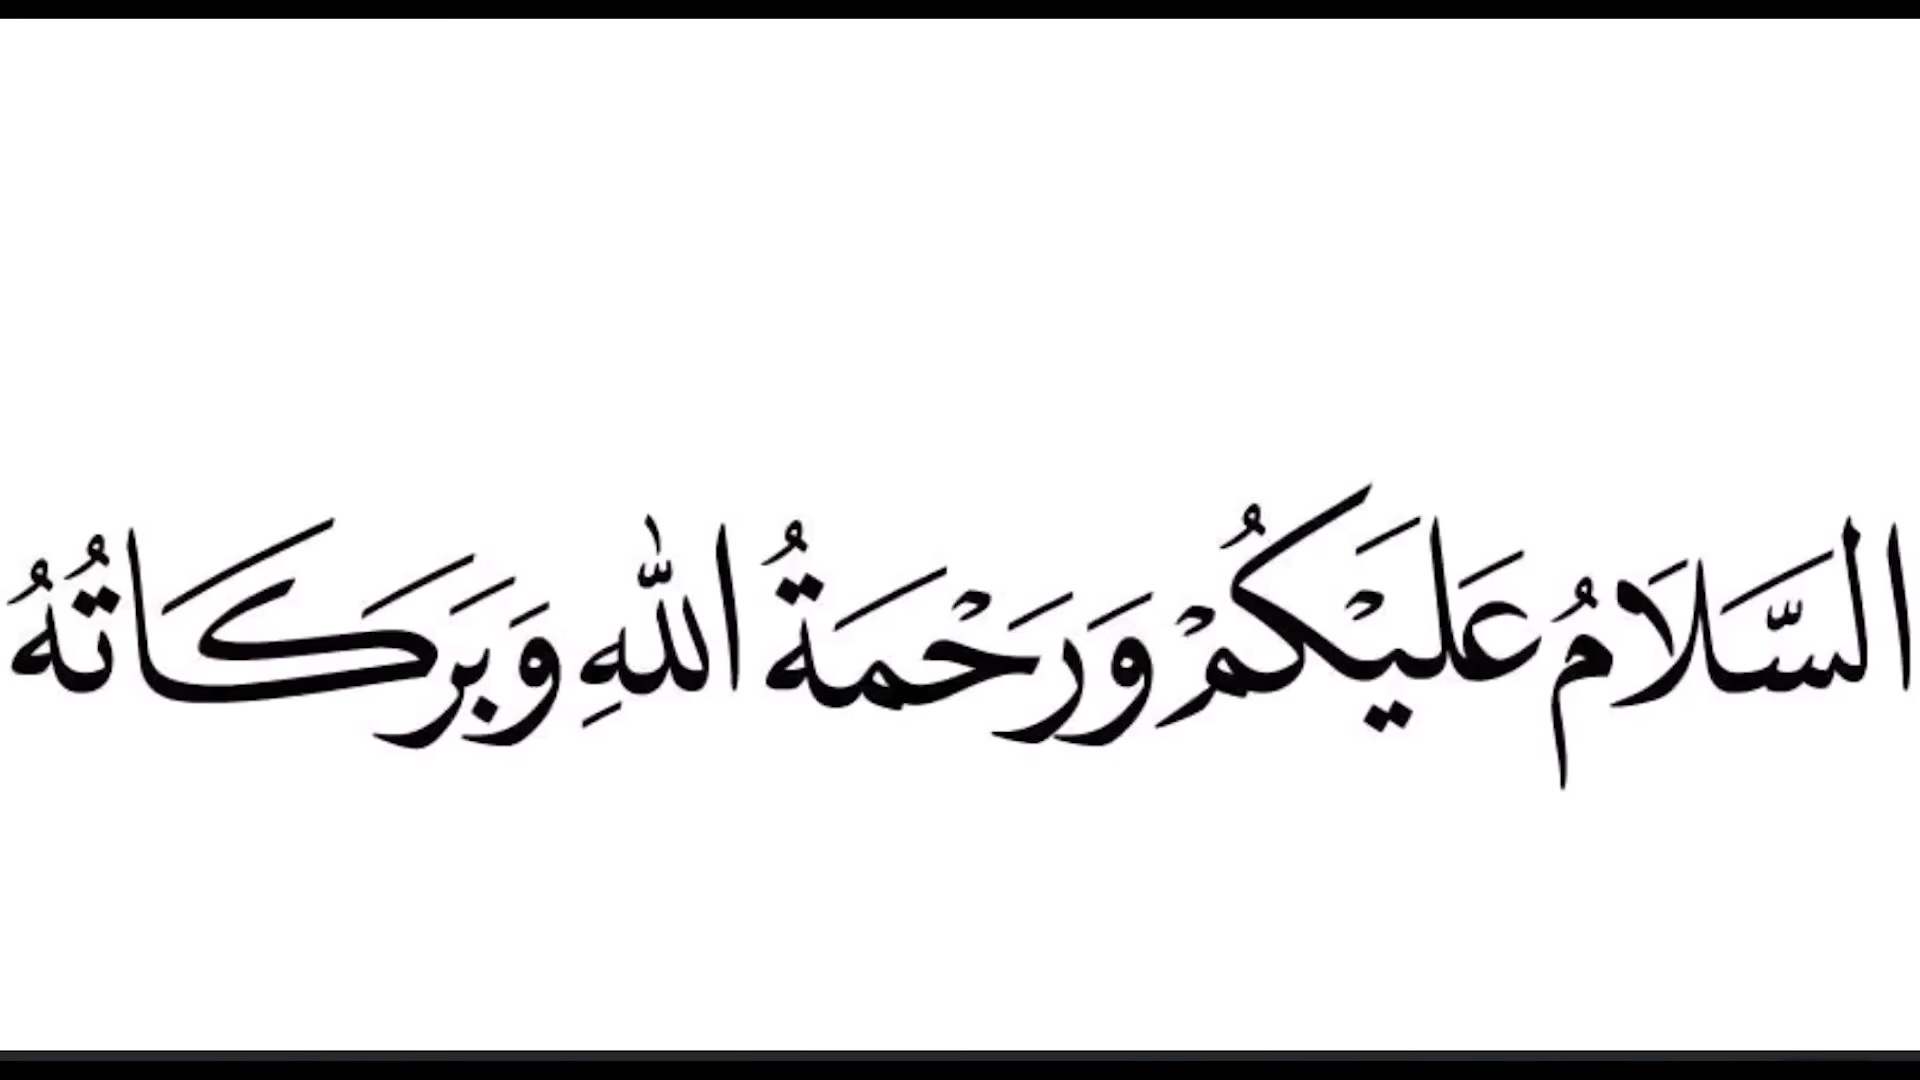 السَّلَامُ عَلَيْكُمْ وَرَحْمَةُ اللّٰهِ وَبَرَكَاتُهُ